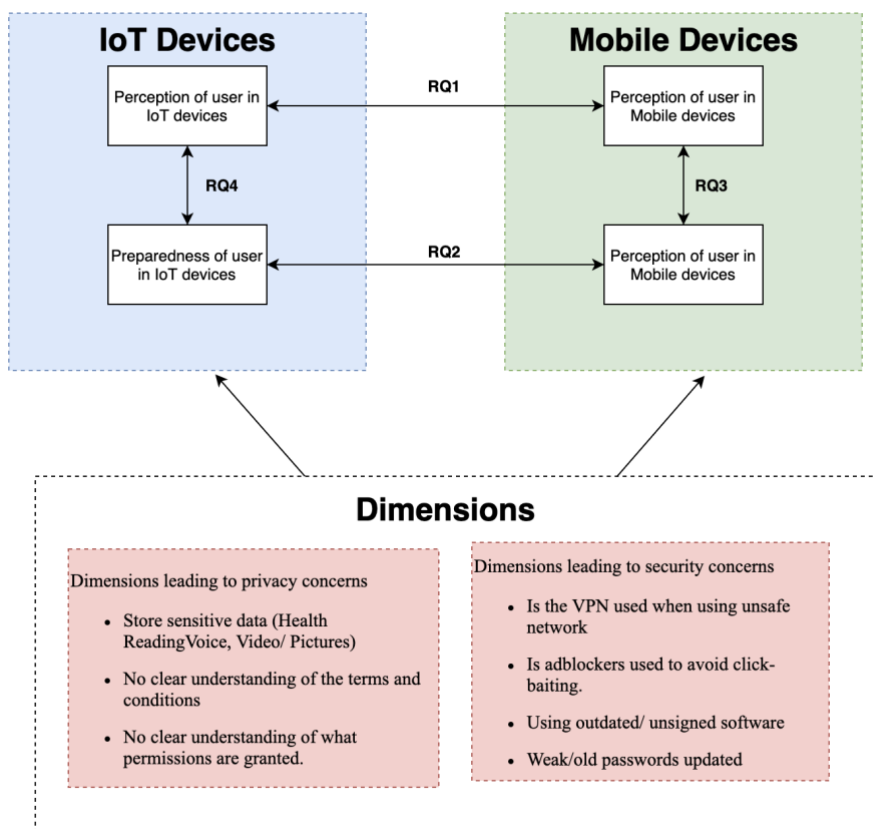 IoT Devices
Mobile Devices
Perception of user in
IoT devices
RQ1
Perception of user in
Mobile devices
RQ4
RQ3
Preparedness of user
in IoT devices
RQ2
Perception of user in
Mobile devices
Dimensions
Dimensions leading to privacy concerns
• Store sensitive data (Health
ReadingVoice, Video/ Pictures)
• No clear understanding of the terms and
conditions
• No clear understanding of what
permissions are granted.
Dimensions leading to security concerns
• Is the VPN used when using unsafe
network
• Is adblockers used to avoid click-
baiting.
• Using outdated/ unsigned software
• Weak/old passwords updated